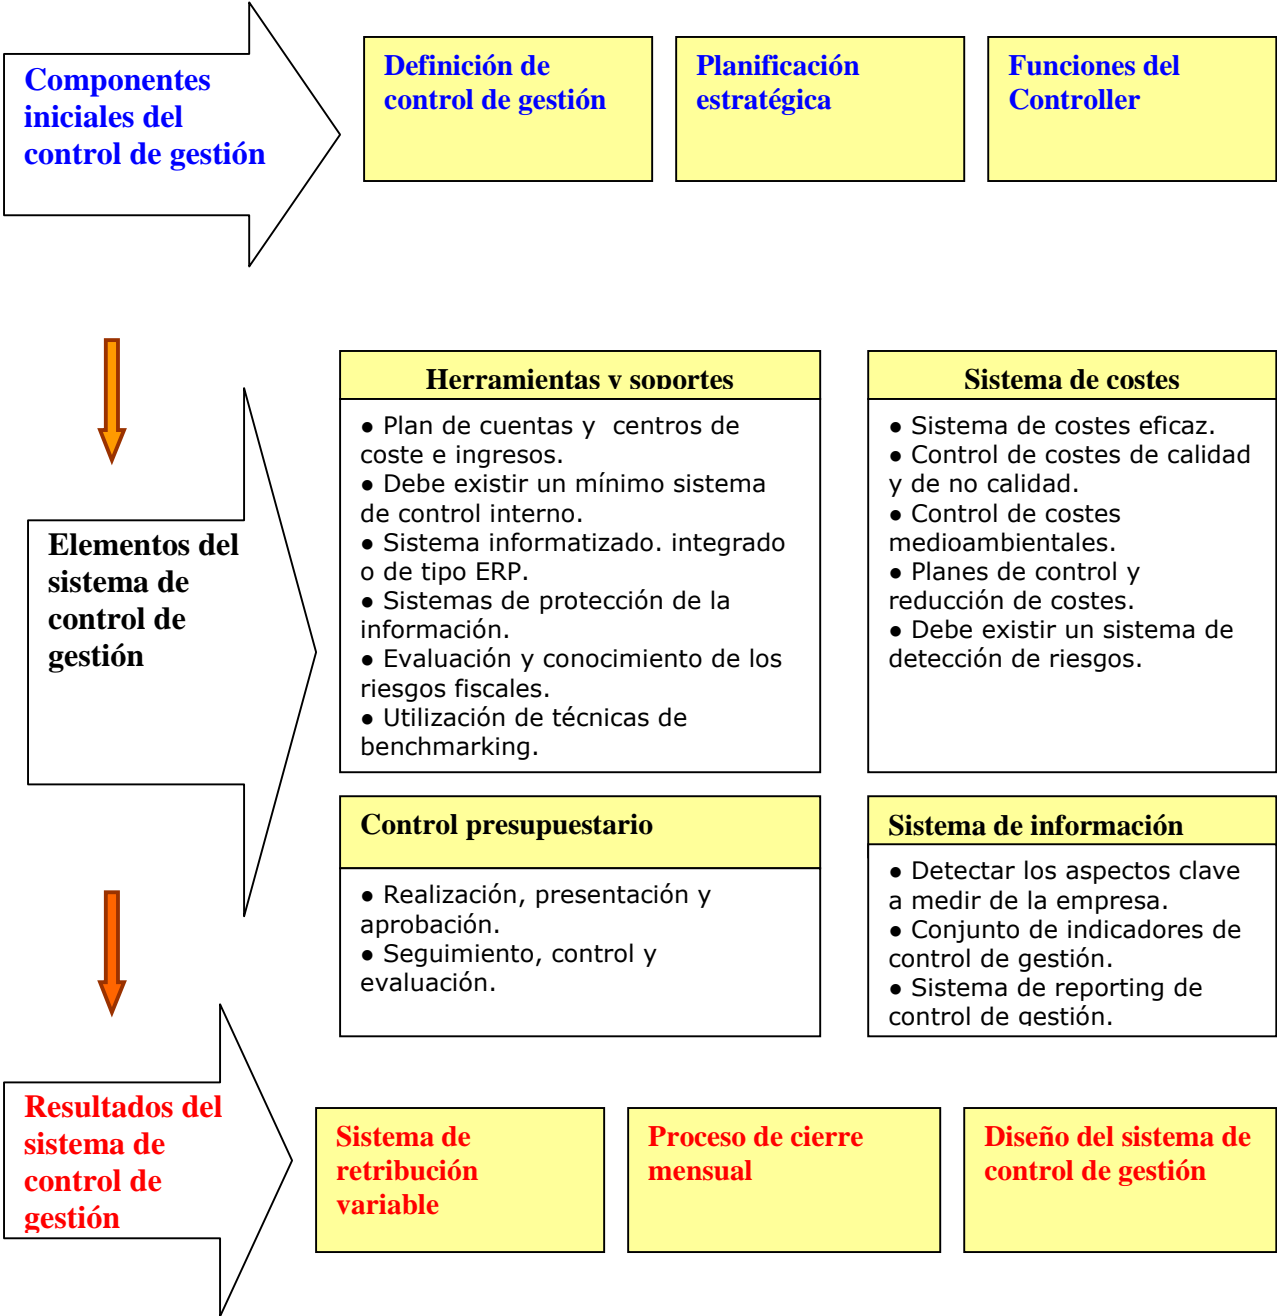 Componentes
iniciales del
control de gestión
Definición de
control de gestión
Planificación
estratégica
Funciones del
Controller
Elementos del
sistema de
control de
gestión
Herramientas y soportes
● Plan de cuentas y  centros de
coste e ingresos.
● Debe existir un mínimo sistema
de control interno.
● Sistema informatizado. integrado
o de tipo ERP.
● Sistemas de protección de la
información.
● Evaluación y conocimiento de los
riesgos fiscales.
● Utilización de técnicas de
benchmarking.
Sistema de costes
● Sistema de costes eficaz.
● Control de costes de calidad
y de no calidad.
● Control de costes
medioambientales.
● Planes de control y
reducción de costes.
● Debe existir un sistema de
detección de riesgos.
Control presupuestario
● Realización, presentación y
aprobación.
● Seguimiento, control y
evaluación.
Sistema de información
● Detectar los aspectos clave
a medir de la empresa.
● Conjunto de indicadores de
control de gestión.
● Sistema de reporting de
control de gestión.
Resultados del
sistema de
control de
gestión
Sistema de
retribución
variable
Proceso de cierre
mensual
Diseño del sistema de
control de gestión